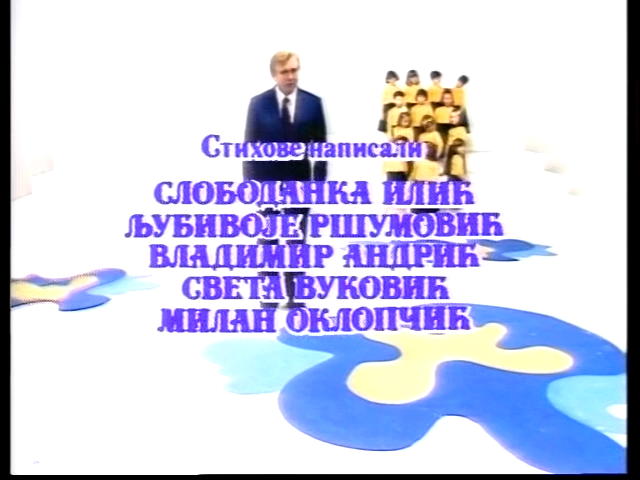 Стихове написали
СЛОБОДАНКА ИЛИЋ
ЉУБИВОЈЕ РШУМОВИЋ
ВЛАДИМИР АНДРИЋ
СВЕТА ВУКОВИЋ
МИЛАН ОКЛОПЧИЋ